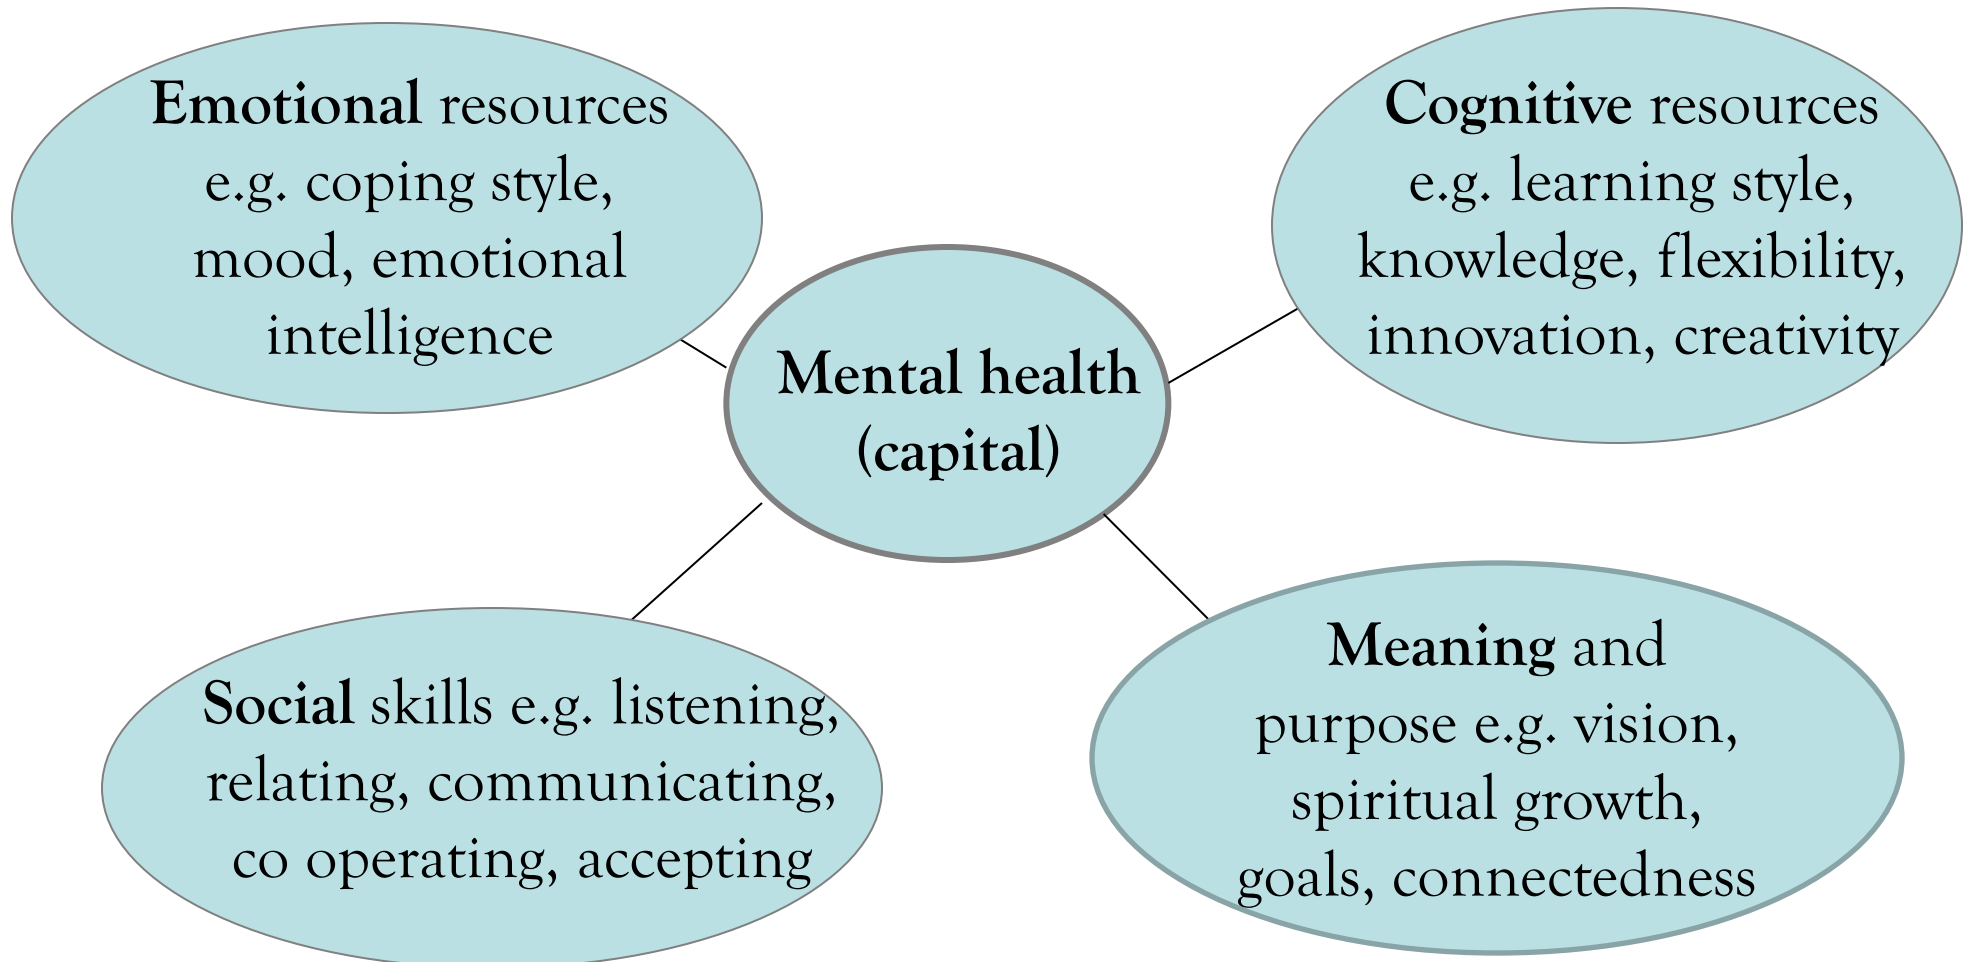 Emotional resources
e.g. coping style,
mood, emotional
intelligence
Cognitive resources
e.g. learning style,
knowledge, flexibility,
innovation, creativity
Mental health
(capital)
Social skills e.g. listening,
relating, communicating,
co operating, accepting
Meaning and
purpose e.g. vision,
spiritual growth,
goals, connectedness